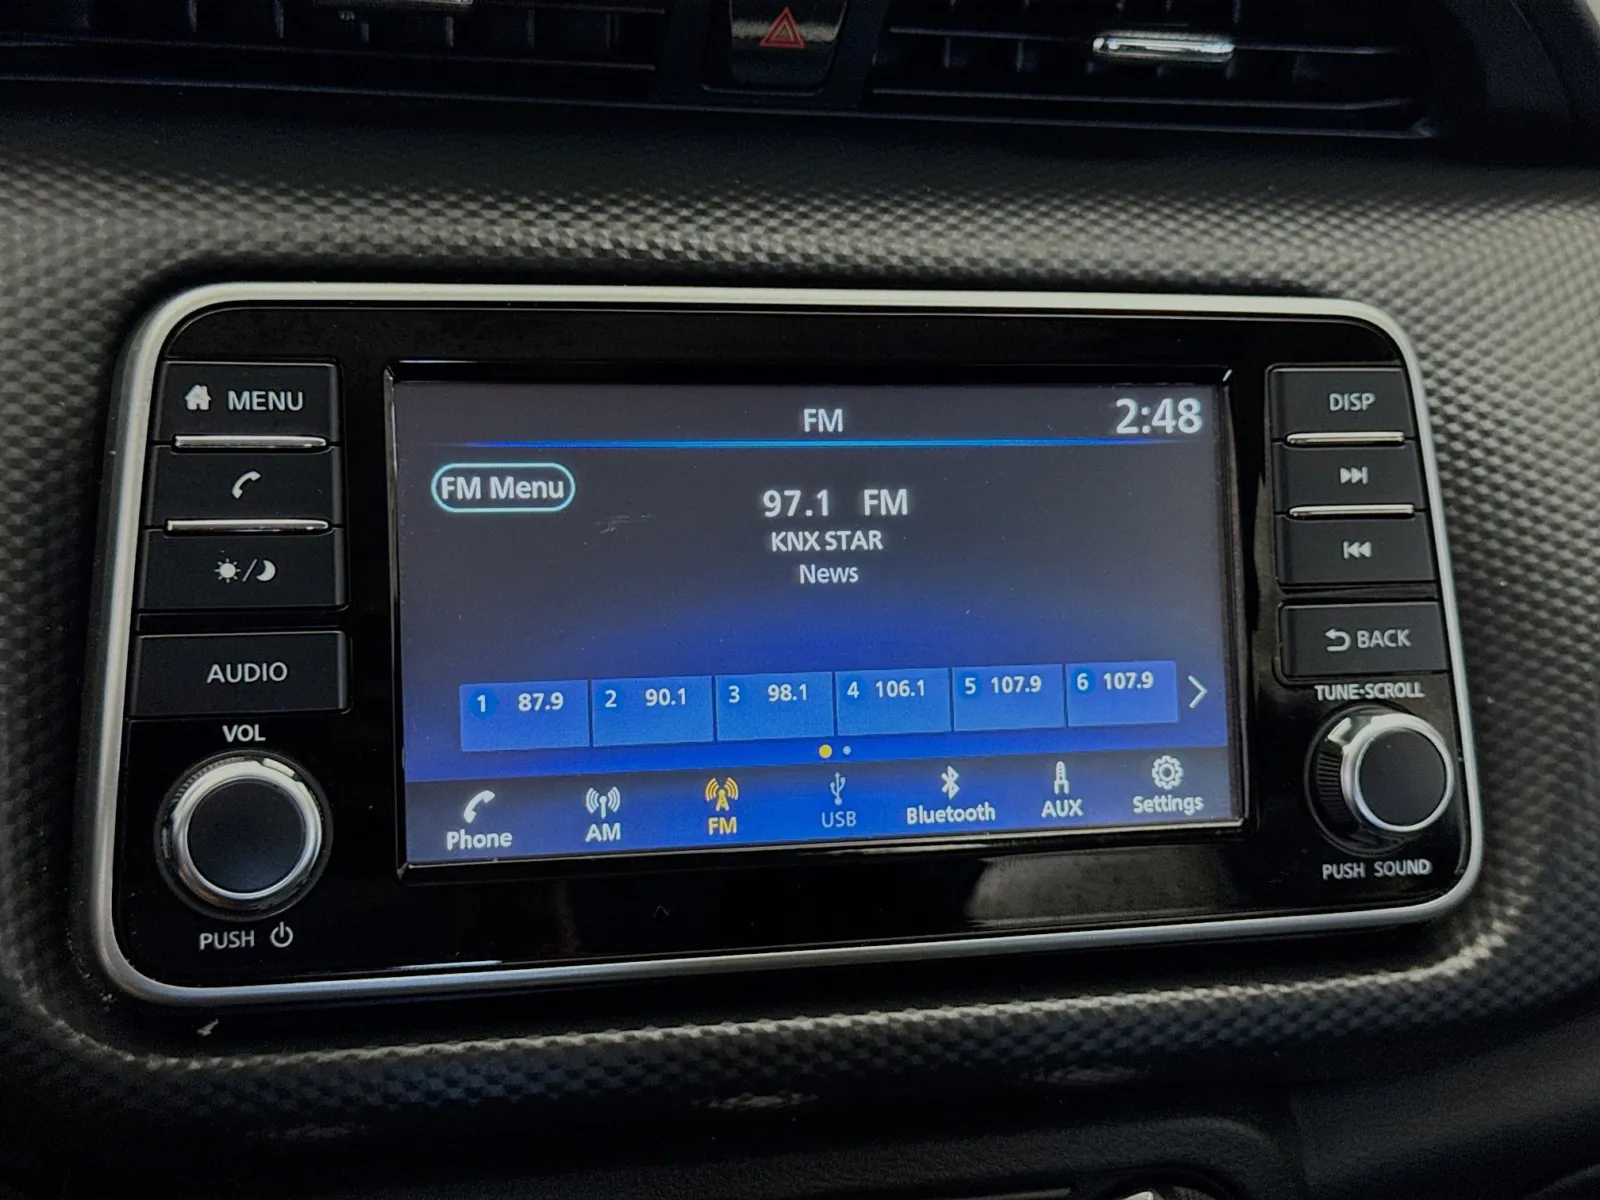 MENU
AUDIO
VOL
PUSH
FM
2:48
FM Menu
97.1 FM
KNX STAR
News
1 87.9
2 90.1
3 98.1
4 106.1
5 107.9
6 107.9
Phone
AM
FM
USB
Bluetooth
AUX
Settings
DISP
BACK
TUNE•SCROLL
PUSH SOUND